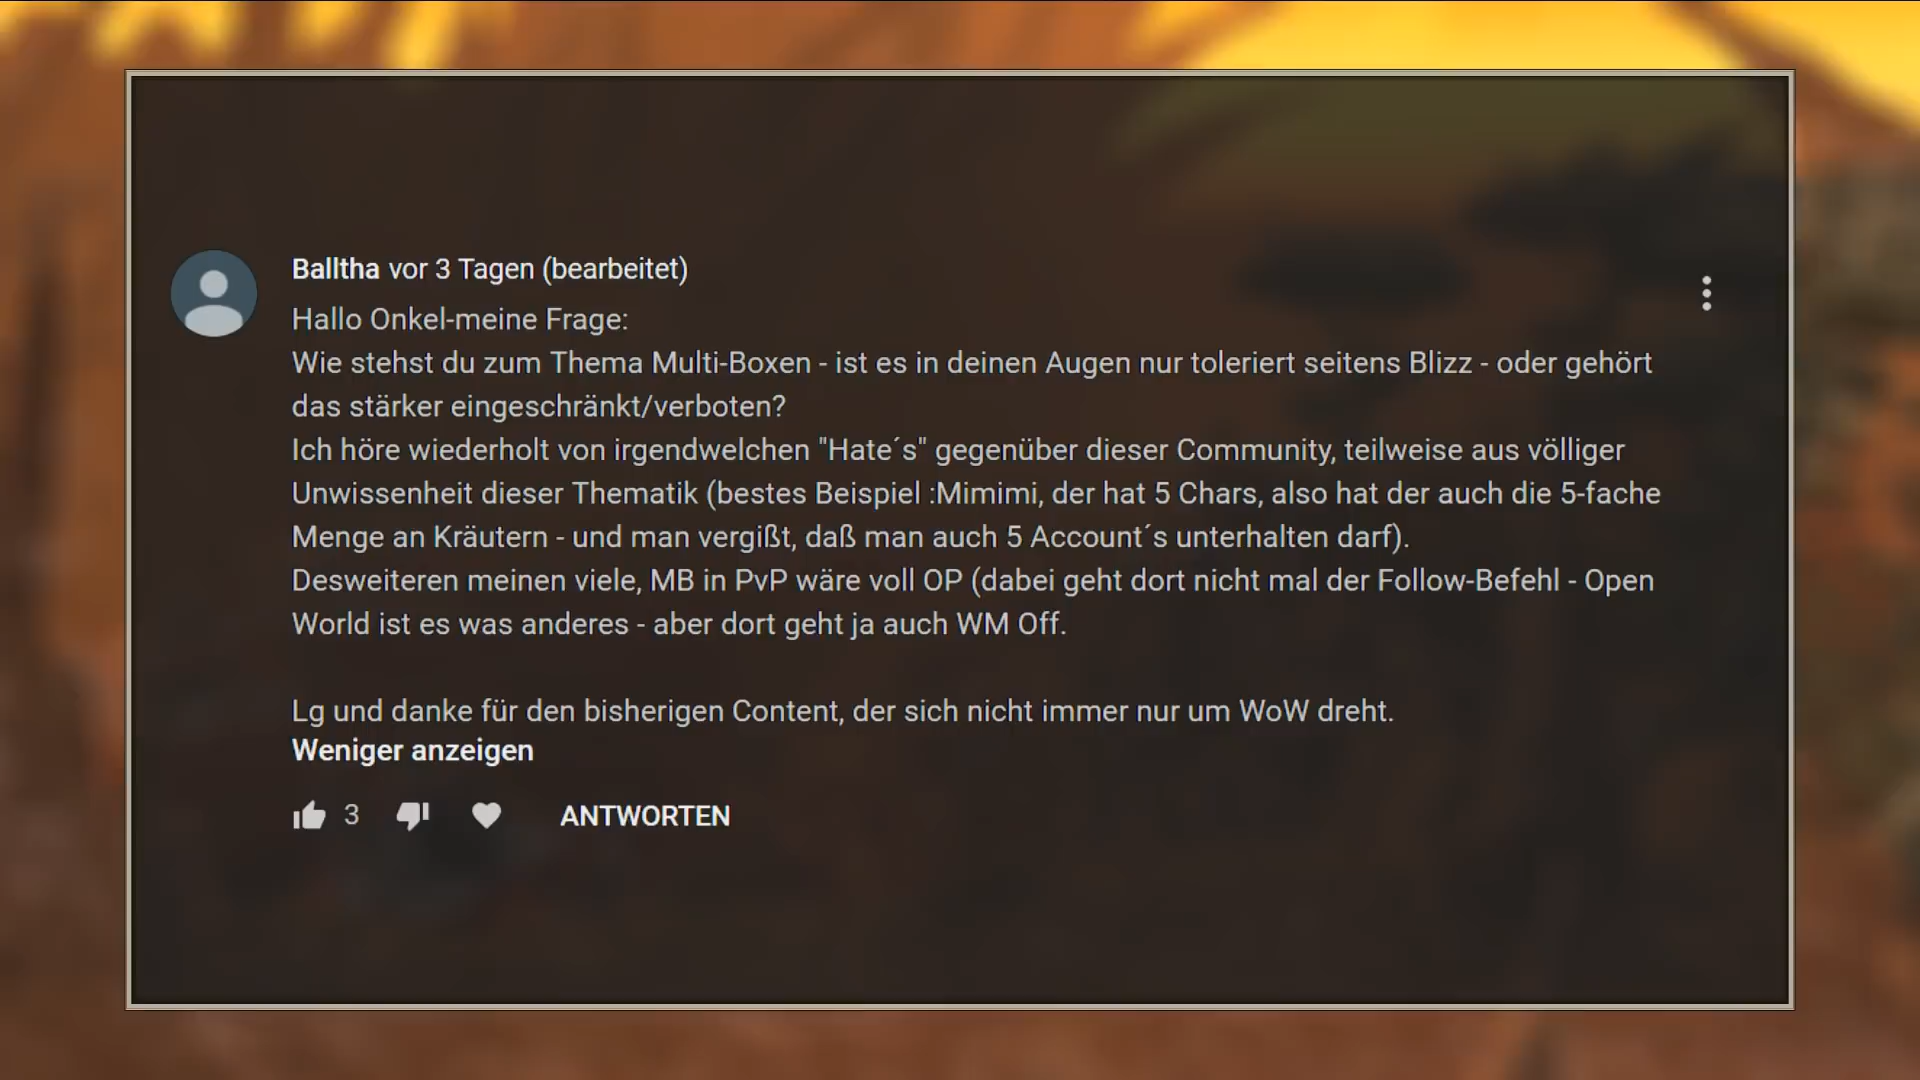 Balltha vor 3 Tagen (bearbeitet)
Hallo Onkel-meine Frage:
Wie stehst du zum Thema Multi-Boxen - ist es in deinen Augen nur toleriert seitens Blizz - oder gehört
das stärker eingeschränkt/verboten?
Ich höre wiederholt von irgendwelchen "Hate´s" gegenüber dieser Community, teilweise aus völliger
Unwissenheit dieser Thematik (bestes Beispiel :Mimimi, der hat 5 Chars, also hat der auch die 5-fache
Menge an Kräutern - und man vergißt, daß man auch 5 Account´s unterhalten darf).
Desweiteren meinen viele, MB in PvP wäre voll OP (dabei geht dort nicht mal der Follow-Befehl - Open
World ist es was anderes - aber dort geht ja auch WM Off.
Lg und danke für den bisherigen Content, der sich nicht immer nur um WoW dreht.
Weniger anzeigen
3 ANTWORTEN